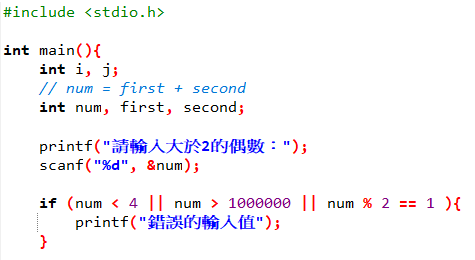 #include <stdio.h>
int main(){
int i, j;
// num = first + second
int num, first, second;
printf("請輸入大於2的偶數：");
scanf("%d", &num);
if (num < 4 || num > 1000000 || num % 2 == 1 ){
printf("錯誤的輸入值");
}